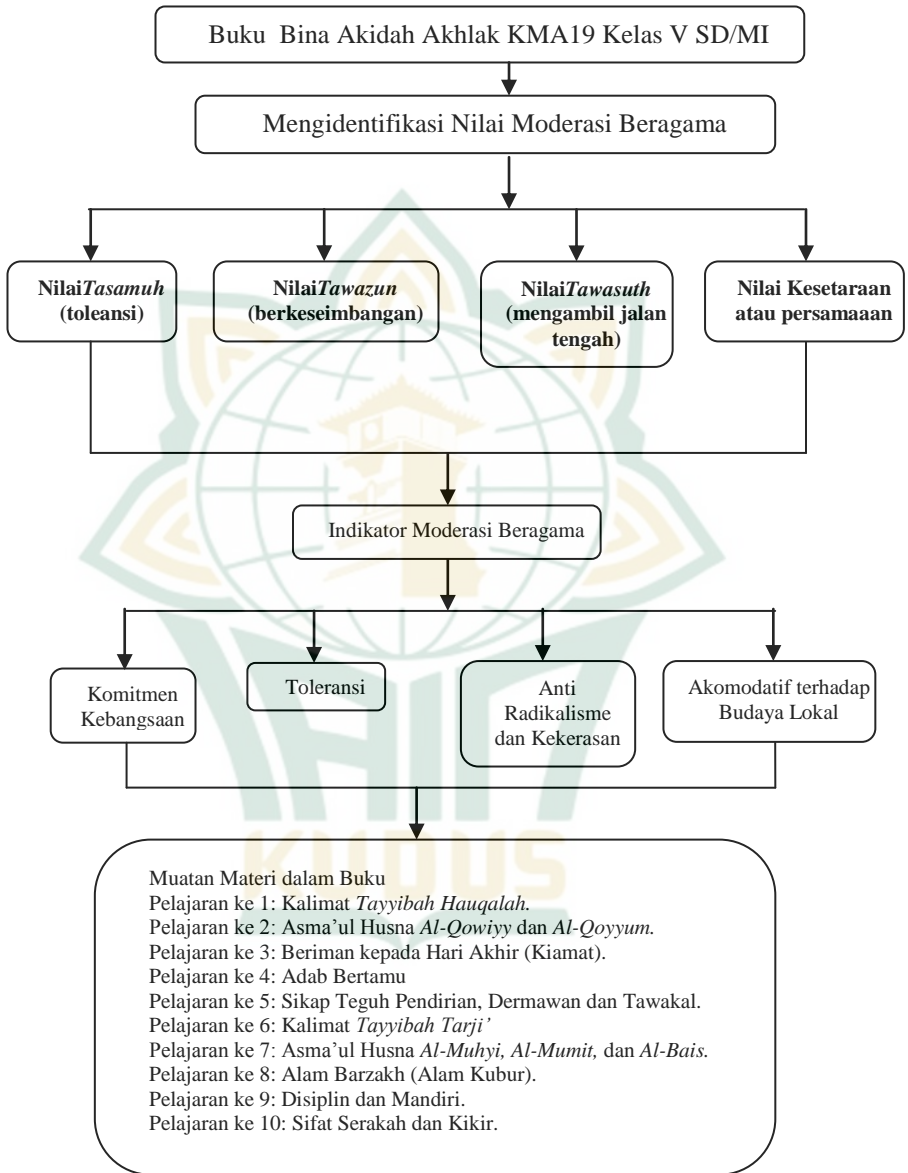 Buku Bina Akidah Akhlak KMA19 Kelas V SD/MI
Mengidentifikasi Nilai Moderasi Beragama
NilaiTasamuh
(toleansi)
NilaiTawazun
(berkeseimbangan)
NilaiTawasuth
(mengambil jalan
tengah)
Nilai Kesetaraan
atau persamaaan
Indikator Moderasi Beragama
Komitmen
Kebangsaan
Toleransi
Anti
Radikalisme
dan Kekerasan
Akomodatif terhadap
Budaya Lokal
IAIN
KUDUS
Muatan Materi dalam Buku
Pelajaran ke 1: Kalimat Tayyibah Hauqalah.
Pelajaran ke 2: Asma’ul Husna Al-Qowiyy dan Al-Qoyyum.
Pelajaran ke 3: Beriman kepada Hari Akhir (Kiamat).
Pelajaran ke 4: Adab Bertamu
Pelajaran ke 5: Sikap Teguh Pendirian, Dermawan dan Tawakal.
Pelajaran ke 6: Kalimat Tayyibah Tarji’
Pelajaran ke 7: Asma’ul Husna Al-Muhyi, Al-Mumit, dan Al-Bais.
Pelajaran ke 8: Alam Barzakh (Alam Kubur).
Pelajaran ke 9: Disiplin dan Mandiri.
Pelajaran ke 10: Sifat Serakah dan Kikir.